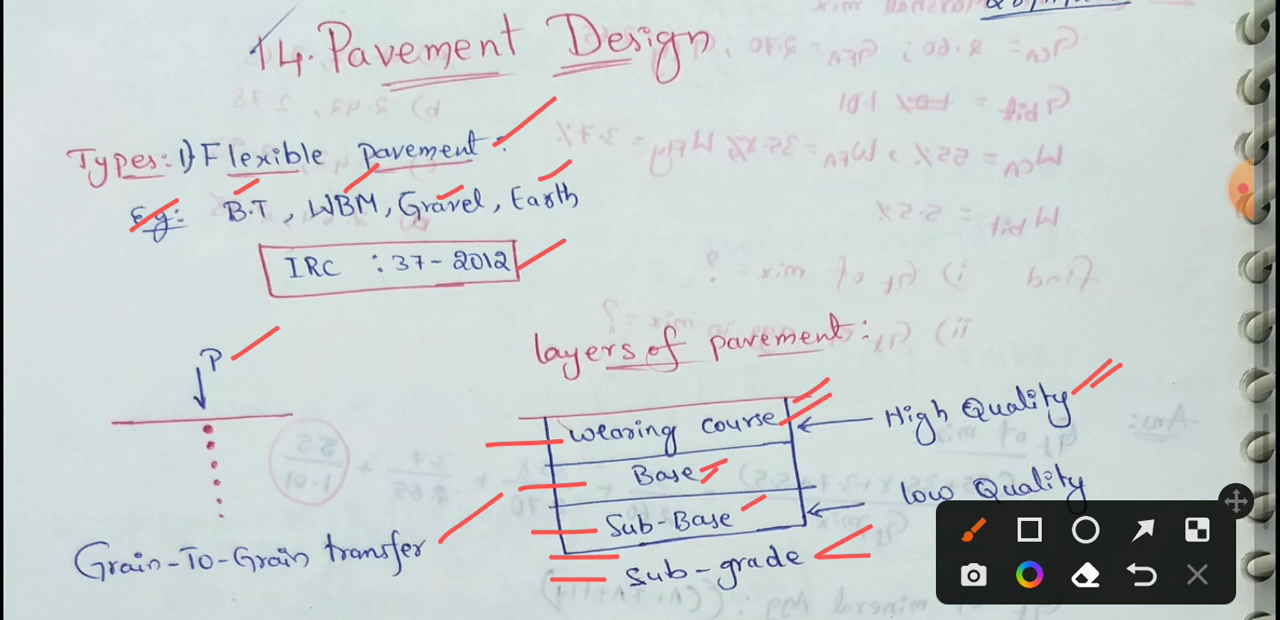 14. Pavement Design
Types: 1) Flexible pavement :
Eg: B.T, WBM, Gravel, Earth
IRC : 37-2012
P
layers of pavement :
wearing course
High Quality
Base
low Quality
Sub-Base
Grain-To-Grain transfer
Sub-grade